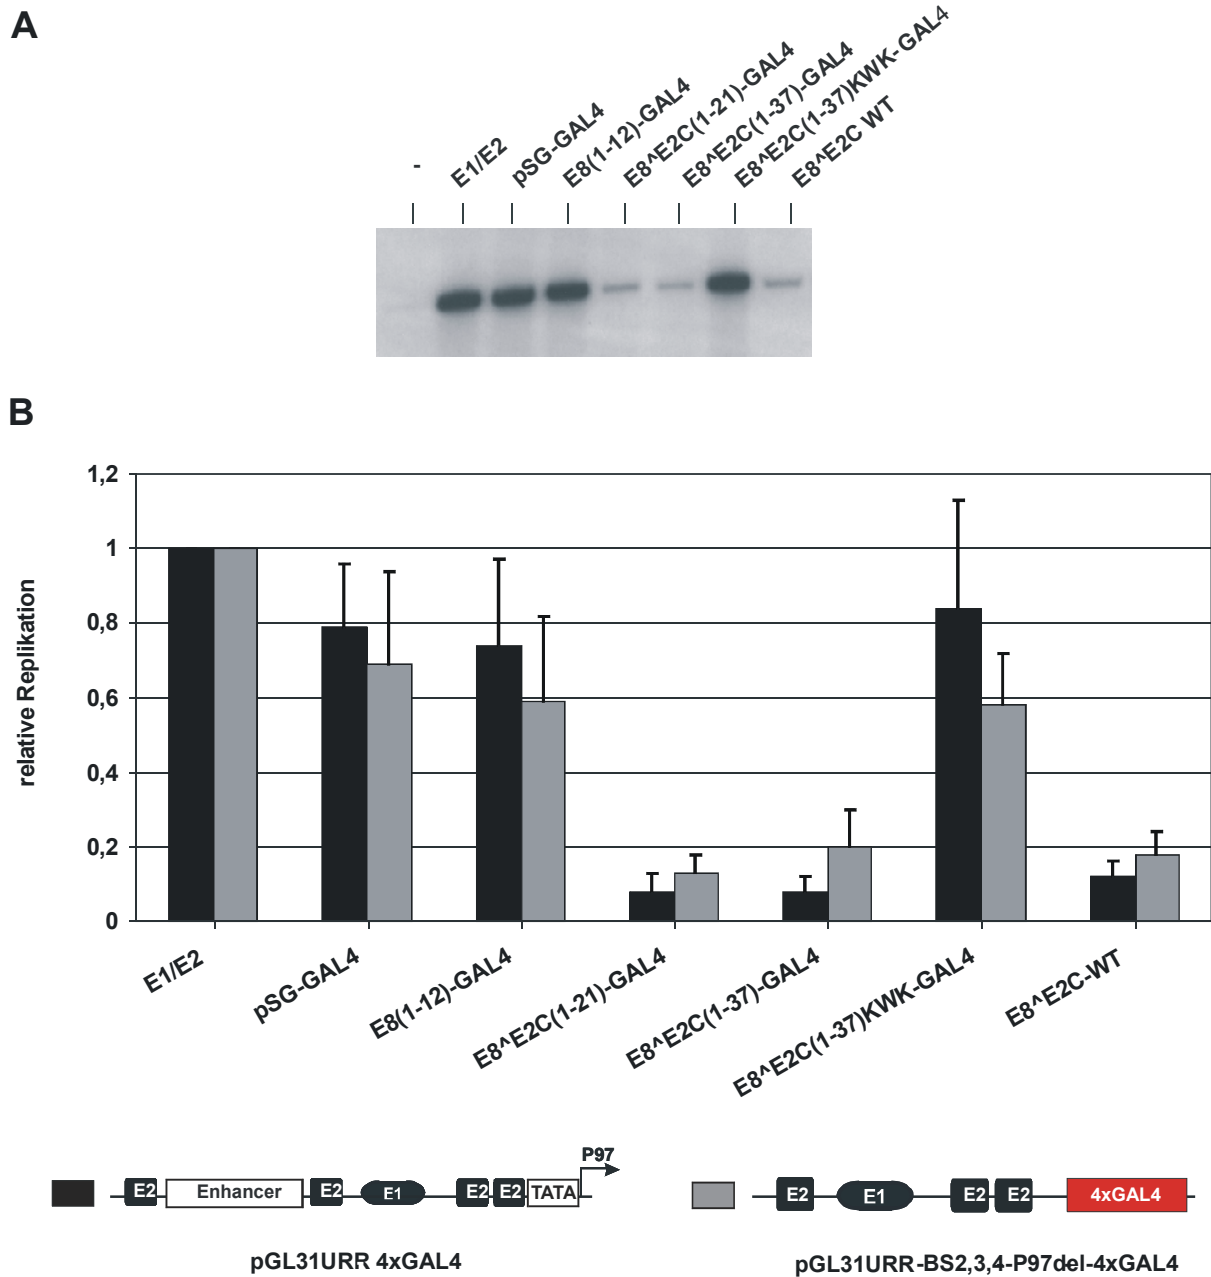 A
-
E1/E2
pSG-GAL4
E8(1-12)-GAL4
E8^E2C(1-21)-GAL4
E8^E2C(1-37)-GAL4
E8^E2C(1-37)KWK-GAL4
E8^E2C WT
B
relative Replikation
1,2
1
0,8
0,6
0,4
0,2
0
E1/E2
pSG-GAL4
E8(1-12)-GAL4
E8^E2C(1-21)-GAL4
E8^E2C(1-37)-GAL4
E8^E2C(1-37)KWK-GAL4
E8^E2C-WT
P97
E2 Enhancer E2 E1 E2 E2 TATA
pGL31URR 4xGAL4
E2 E1 E2 E2 4xGAL4
pGL31URR-BS2,3,4-P97del-4xGAL4